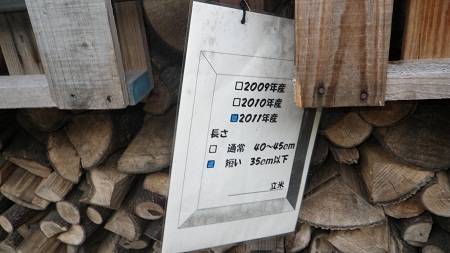 □2009年産
□2010年産
■2011年産
長さ
□ 通常 40～45cm
■ 短い 35cm以下
立米